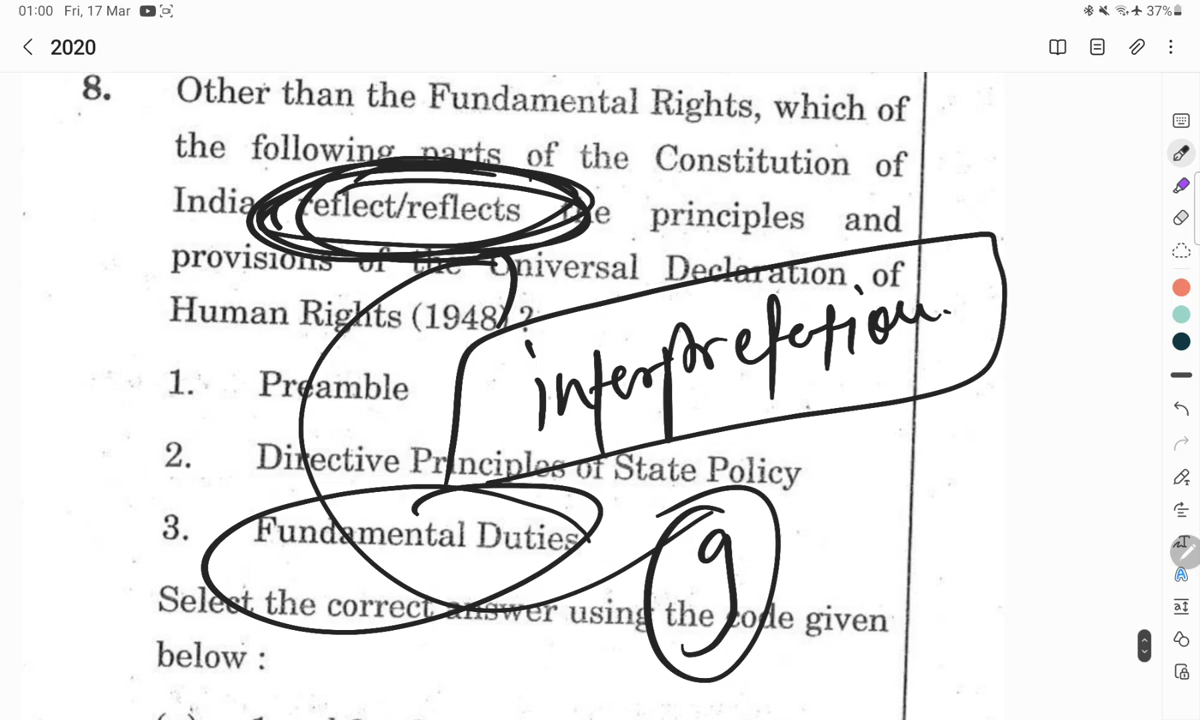 01:00 Fri, 17 Mar
37%
2020
8. Other than the Fundamental Rights, which of
the following parts of the Constitution of
India reflect/reflects the principles and
provisions of the Universal Declaration of
Human Rights (1948) ?
interpretation.
1. Preamble
2. Directive Principles of State Policy
3. Fundamental Duties
9
Select the correct answer using the code given
below :